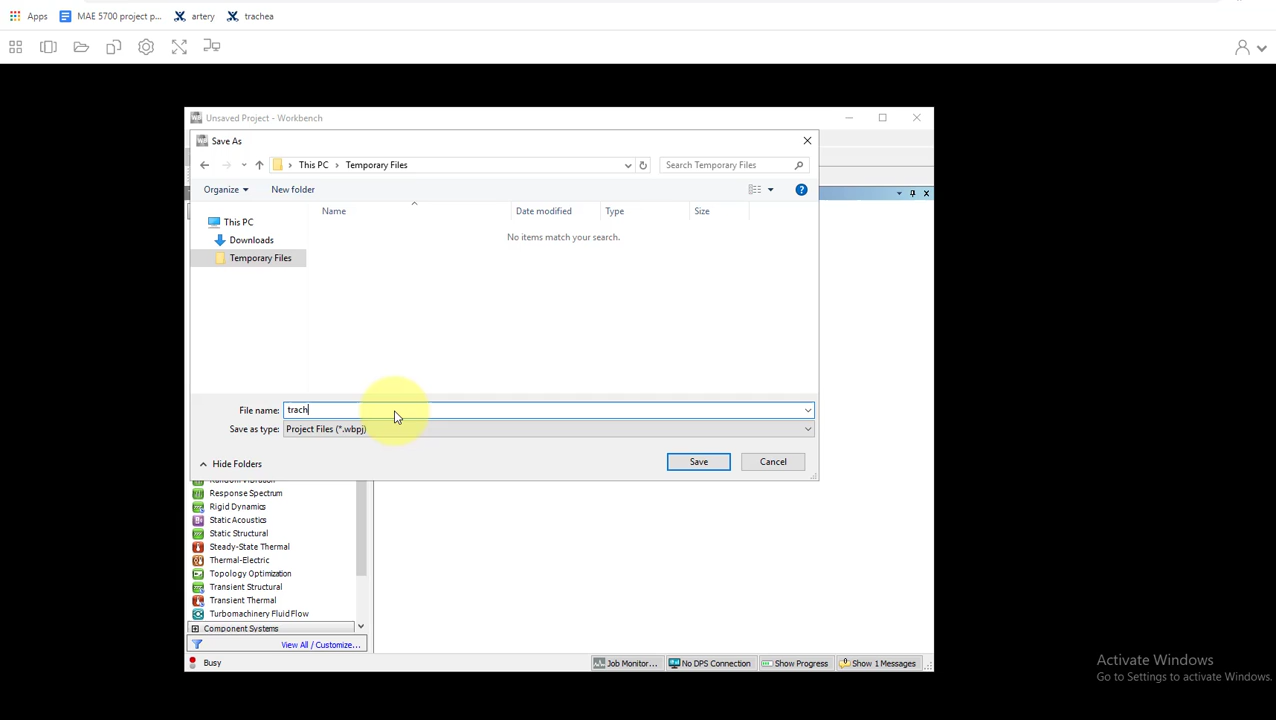 Apps MAE 5700 project p... artery trachea
Unsaved Project - Workbench
Save As
This PC Temporary Files Search Temporary Files
Organize New folder
Name Date modified Type Size
This PC
No items match your search.
Downloads
Temporary Files
File name: trach
Save as type: Project Files (*.wbpj)
Save Cancel
Hide Folders
Response Spectrum
Rigid Dynamics
Static Acoustics
Static Structural
Steady-State Thermal
Thermal-Electric
Topology Optimization
Transient Structural
Transient Thermal
Turbomachinery Fluid Flow
Component Systems
View All / Customize...
Busy Job Monitor... No DPS Connection Show Progress Show 1 Messages
Activate Windows
Go to Settings to activate Windows.